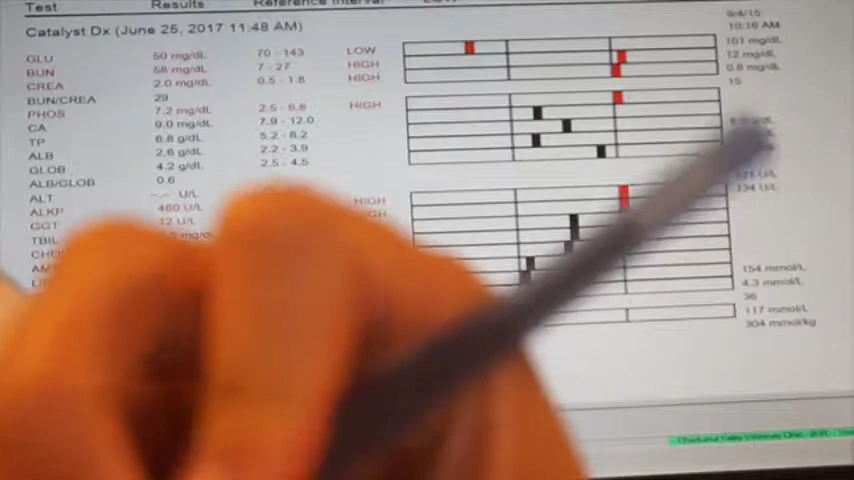 Test Results Reference Interval
Catalyst Dx (June 25, 2017 11:48 AM) 9/4/15 10:16 AM
GLU 50 mg/dL 70 - 143 LOW 101 mg/dL
BUN 58 mg/dL 7 - 27 HIGH 12 mg/dL
CREA 2.0 mg/dL 0.5 - 1.8 HIGH 0.8 mg/dL
BUN/CREA 29 15
PHOS 7.2 mg/dL 2.5 - 6.8 HIGH
CA 9.0 mg/dL 7.9 - 12.0
TP 6.8 g/dL 5.2 - 8.2
ALB 2.6 g/dL 2.2 - 3.9
GLOB 4.2 g/dL 2.5 - 4.5
ALB/GLOB 0.6
ALT --.-- U/L
ALKP 460 U/L HIGH 134 U/L
GGT 12 U/L
TBIL mg/dL
154 mmol/L
4.3 mmol/L
36
117 mmol/L
304 mmol/kg